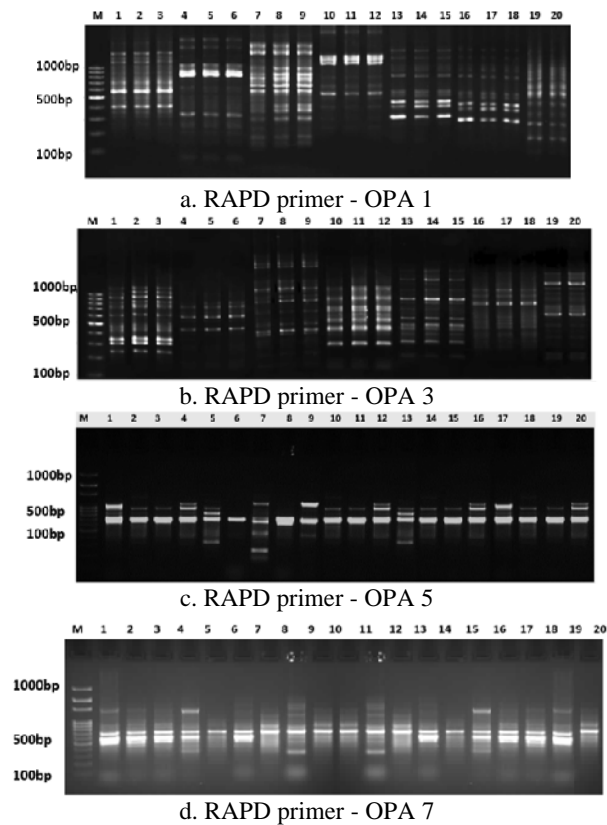 M 1 2 3 4 5 6 7 8 9 10 11 12 13 14 15 16 17 18 19 20
1000bp
500bp
100bp
a. RAPD primer - OPA 1
M 1 2 3 4 5 6 7 8 9 10 11 12 13 14 15 16 17 18 19 20
1000bp
500bp
100bp
b. RAPD primer - OPA 3
M 1 2 3 4 5 6 7 8 9 10 11 12 13 14 15 16 17 18 19 20
1000bp
500bp
100bp
c. RAPD primer - OPA 5
M 1 2 3 4 5 6 7 8 9 10 11 12 13 14 15 16 17 18 19 20
1000bp
500bp
100bp
d. RAPD primer - OPA 7